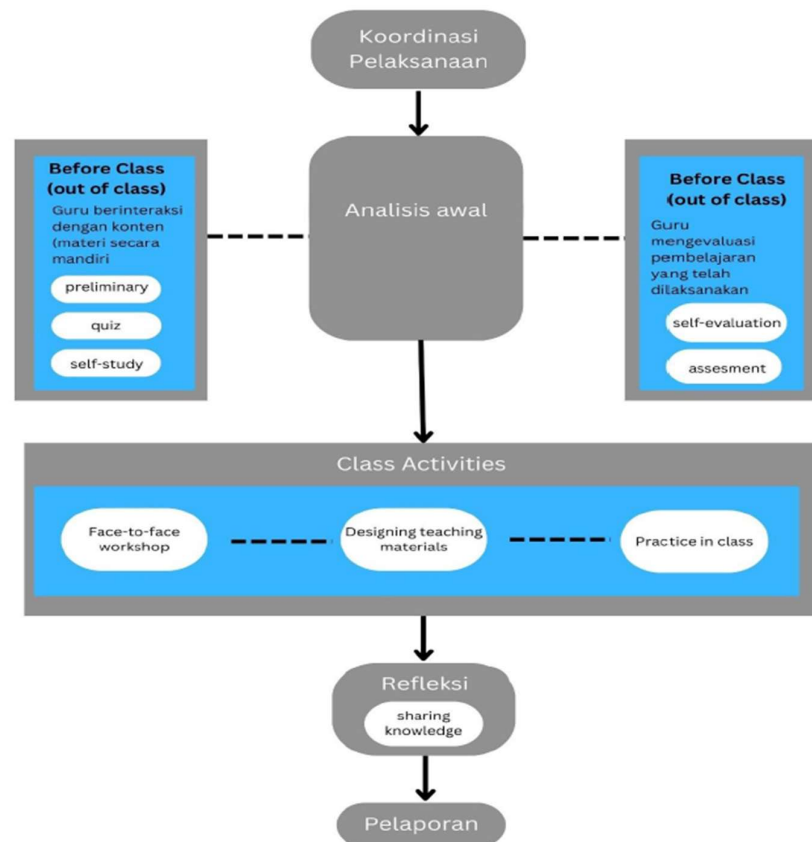 Koordinasi
Pelaksanaan
Before Class
(out of class)
Guru berinteraksi
dengan konten
(materi secara
mandiri
preliminary
quiz
self-study
Analisis awal
Before Class
(out of class)
Guru
mengevaluasi
pembelajaran
yang telah
dilaksanakan
self-evaluation
assesment
Class Activities
Face-to-face
workshop
Designing teaching
materials
Practice in class
Refleksi
sharing
knowledge
Pelaporan